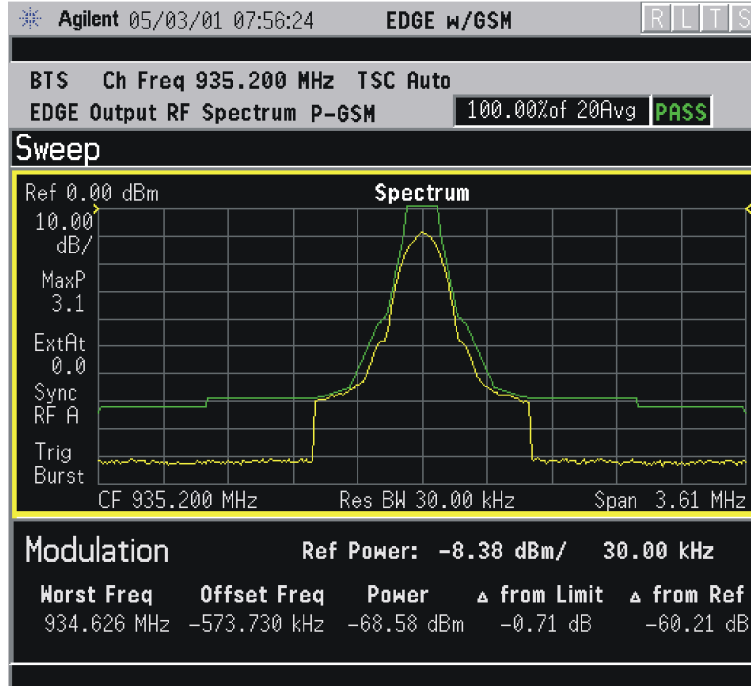 Agilent 05/03/01 07:56:24 EDGE w/GSM R L T S
BTS Ch Freq 935.200 MHz TSC Auto
EDGE Output RF Spectrum P-GSM 100.00%of 20Avg PASS
Sweep
Ref 0.00 dBm Spectrum
10.00
dB/
MaxP
3.1
ExtAt
0.0
Sync
RF A
Trig
Burst
CF 935.200 MHz Res BW 30.00 kHz Span 3.61 MHz
Modulation Ref Power: -8.38 dBm/ 30.00 kHz
Worst Freq Offset Freq Power ▵ from Limit ▵ from Ref
934.626 MHz -573.730 kHz -68.58 dBm -0.71 dB -60.21 dB